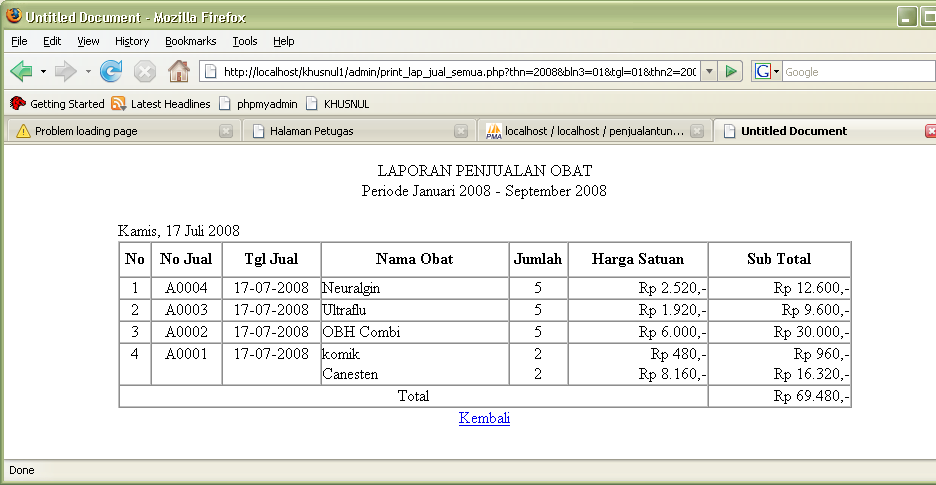 Untitled Document - Mozilla Firefox
File Edit View History Bookmarks Tools Help
http://localhost/khusnul1/admin/print_lap_jual_semua.php?thn=2008&bln3=01&tgl=01&thn2=200 G Google
Getting Started Latest Headlines phpmyadmin KHUSNUL
Problem loading page Halaman Petugas PMA localhost / localhost / penjualantun... Untitled Document
LAPORAN PENJUALAN OBAT
Periode Januari 2008 - September 2008
Kamis, 17 Juli 2008
No No Jual Tgl Jual Nama Obat Jumlah Harga Satuan Sub Total
1 A0004 17-07-2008 Neuralgin 5 Rp 2.520,- Rp 12.600,-
2 A0003 17-07-2008 Ultraflu 5 Rp 1.920,- Rp 9.600,-
3 A0002 17-07-2008 OBH Combi 5 Rp 6.000,- Rp 30.000,-
4 A0001 17-07-2008 komik 2 Rp 480,- Rp 960,-
Canesten 2 Rp 8.160,- Rp 16.320,-
Total Rp 69.480,-
Kembali
Done